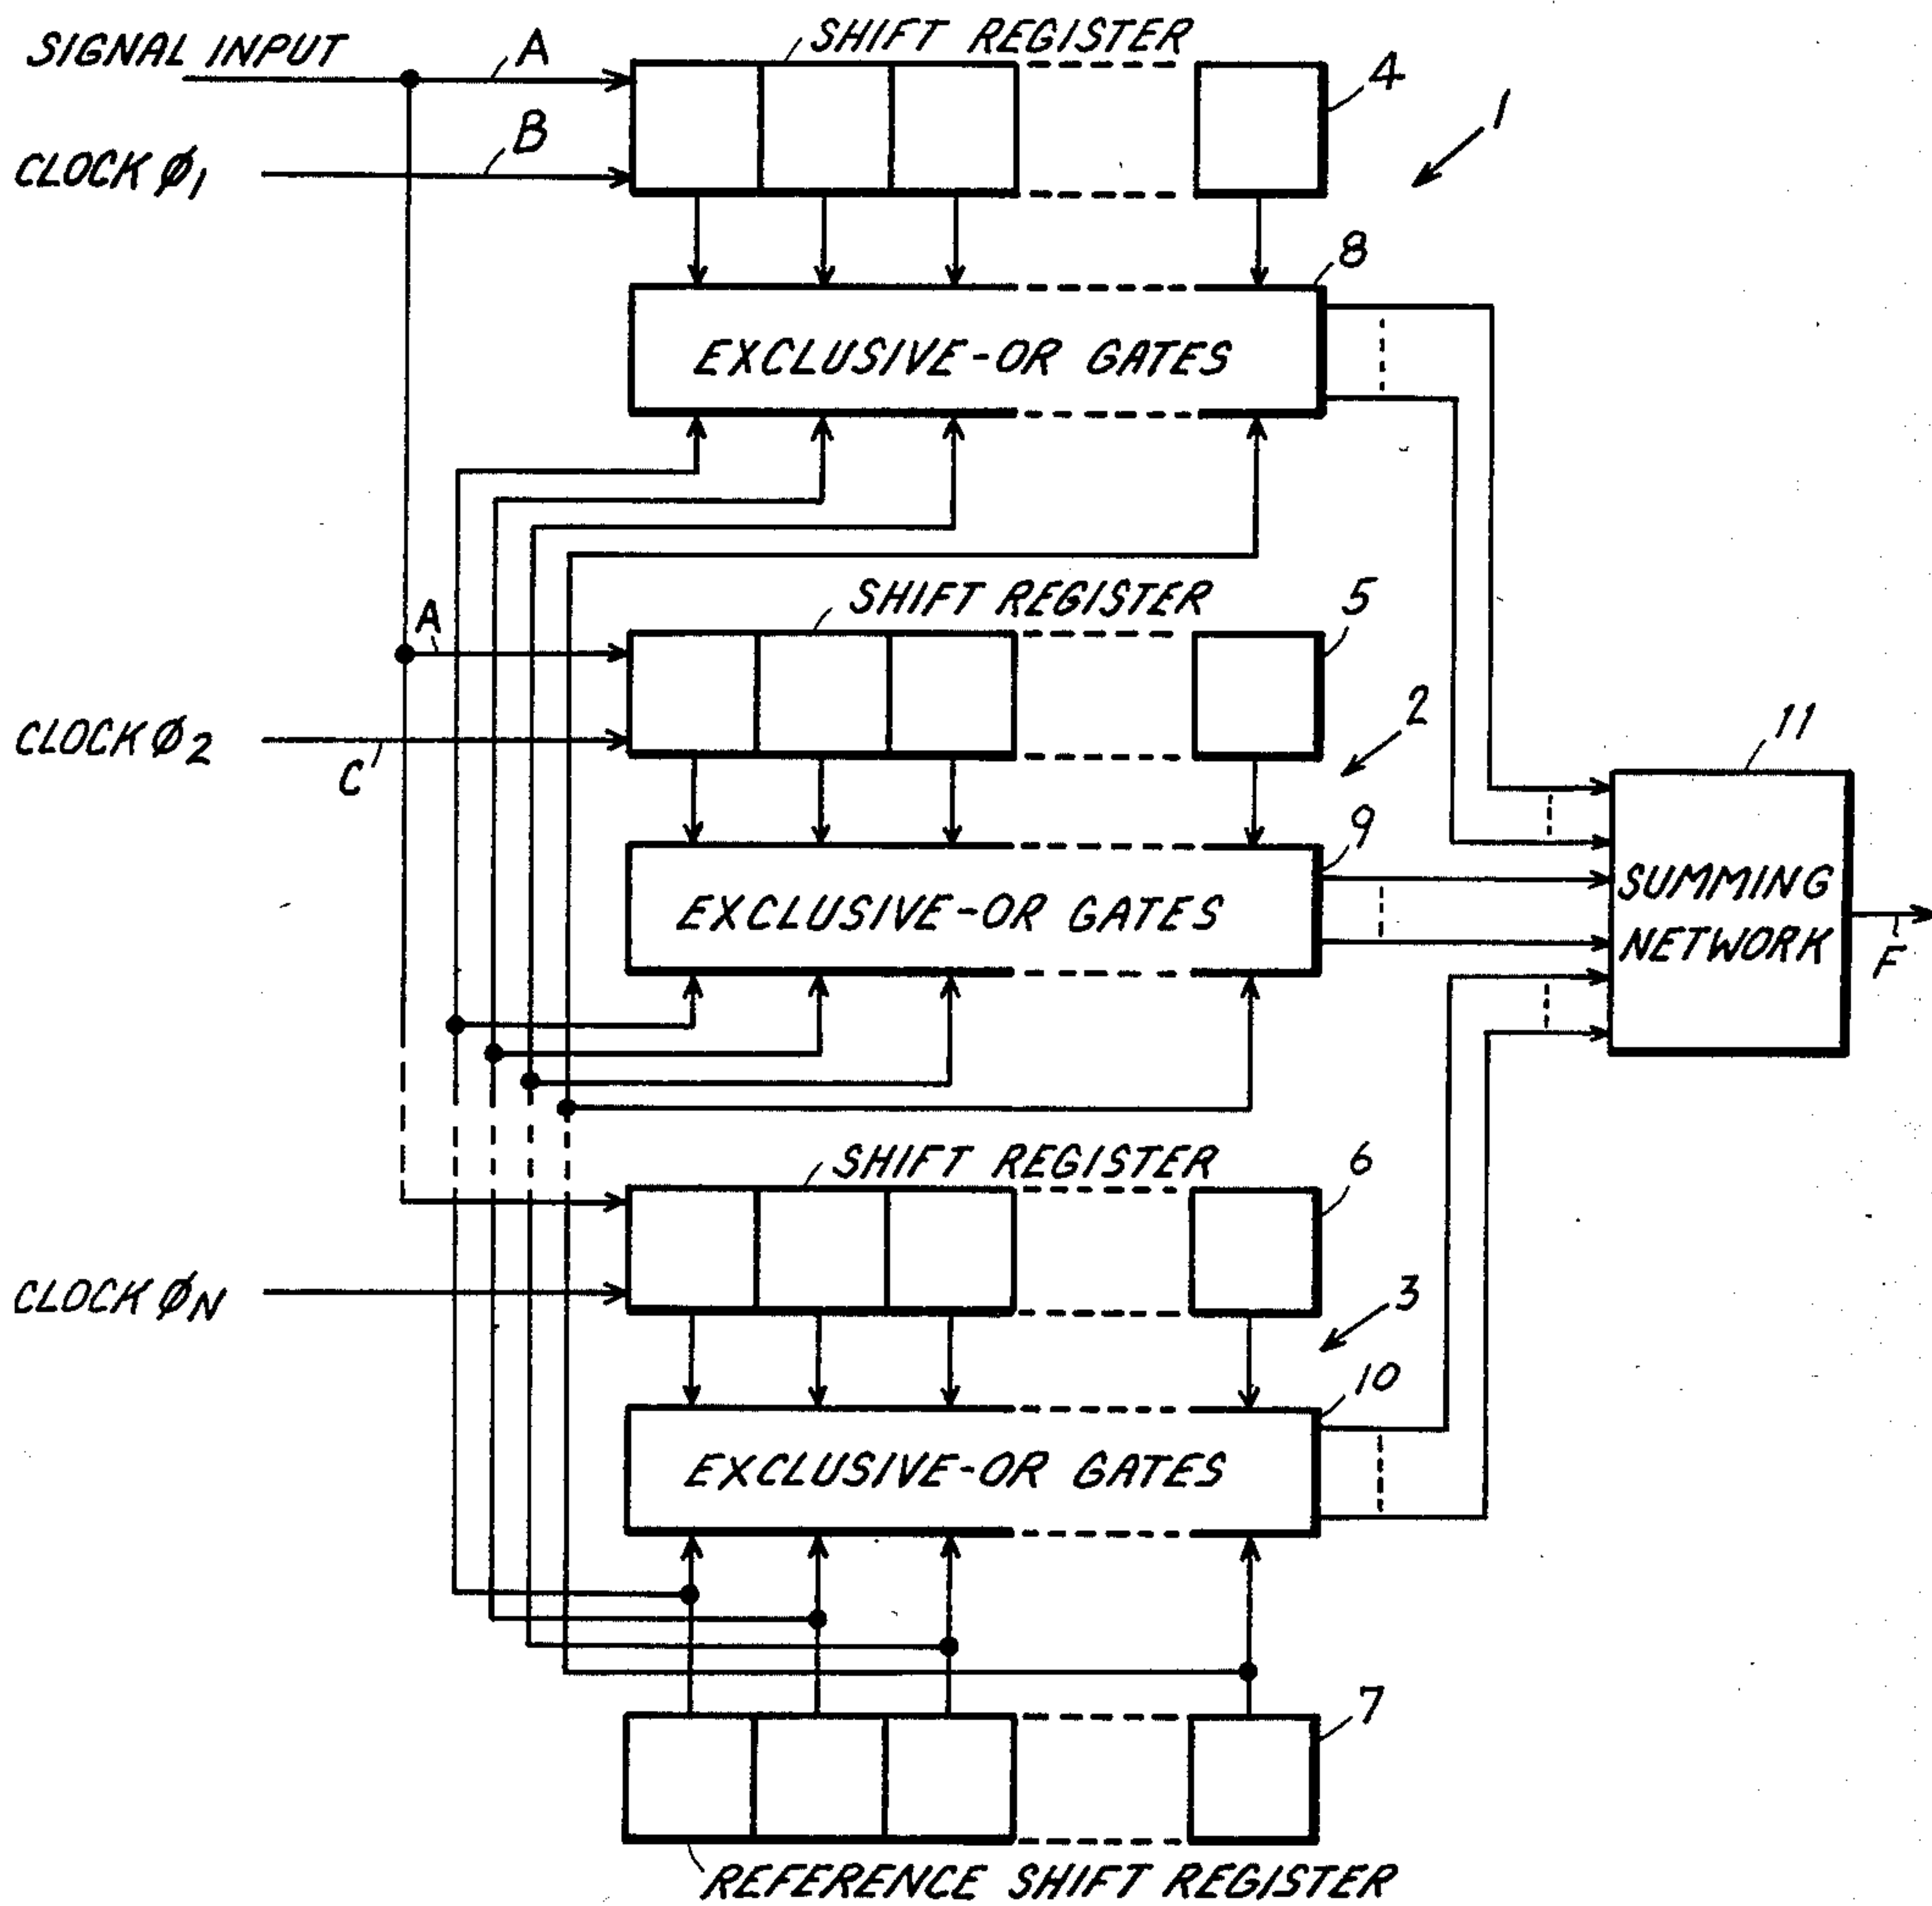 SIGNAL INPUT
A
SHIFT REGISTER
4
1
CLOCK Ø1
B
8
EXCLUSIVE-OR GATES
SHIFT REGISTER
5
A
2
CLOCK Ø2
C
11
9
EXCLUSIVE-OR GATES
SUMMING
NETWORK
F
SHIFT REGISTER
6
CLOCK ØN
3
10
EXCLUSIVE-OR GATES
7
REFERENCE SHIFT REGISTER